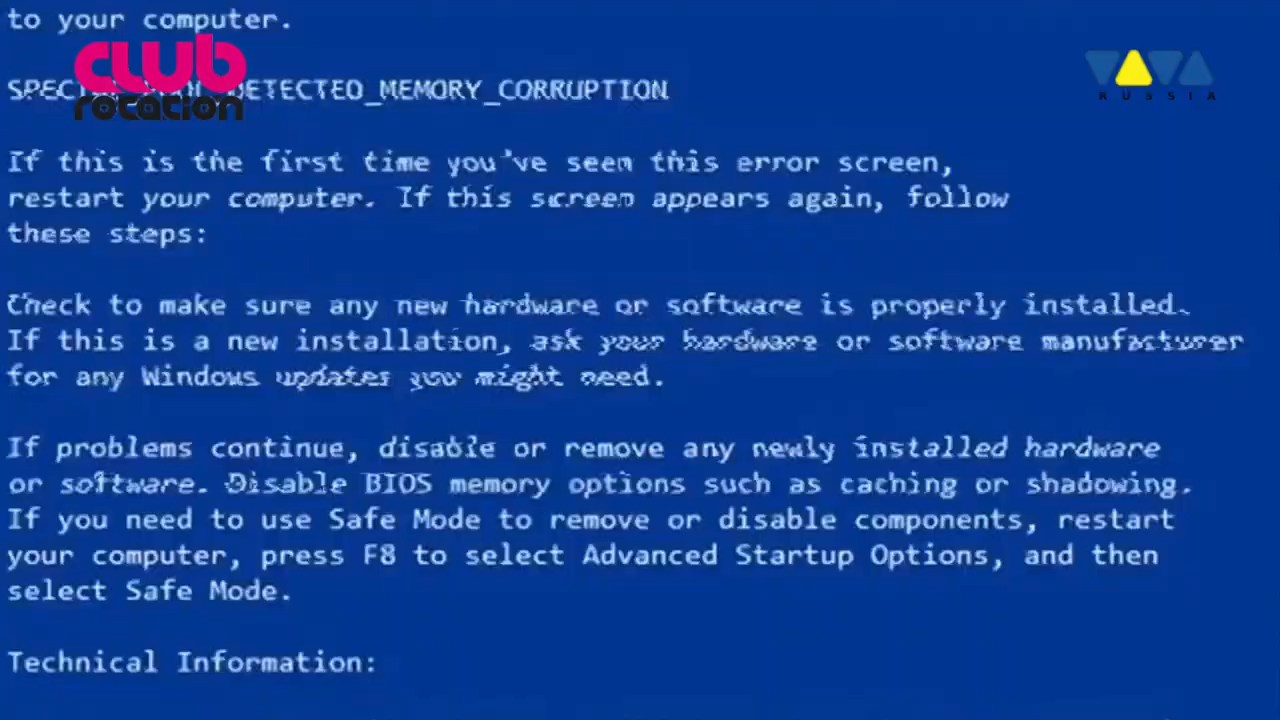 to your computer.
club
rotation
VIVA
RUSSIA
DETECTED_MEMORY_CORRUPTION
If this is the first time you've seen this error screen,
restart your computer. If this screen appears again, follow
these steps:
Check to make sure any new hardware or software is properly installed.
If this is a new installation, ask your hardware or software manufacturer
for any Windows updates you might need.
If problems continue, disable or remove any newly installed hardware
or software. Disable BIOS memory options such as caching or shadowing.
If you need to use Safe Mode to remove or disable components, restart
your computer, press F8 to select Advanced Startup Options, and then
select Safe Mode.
Technical Information: